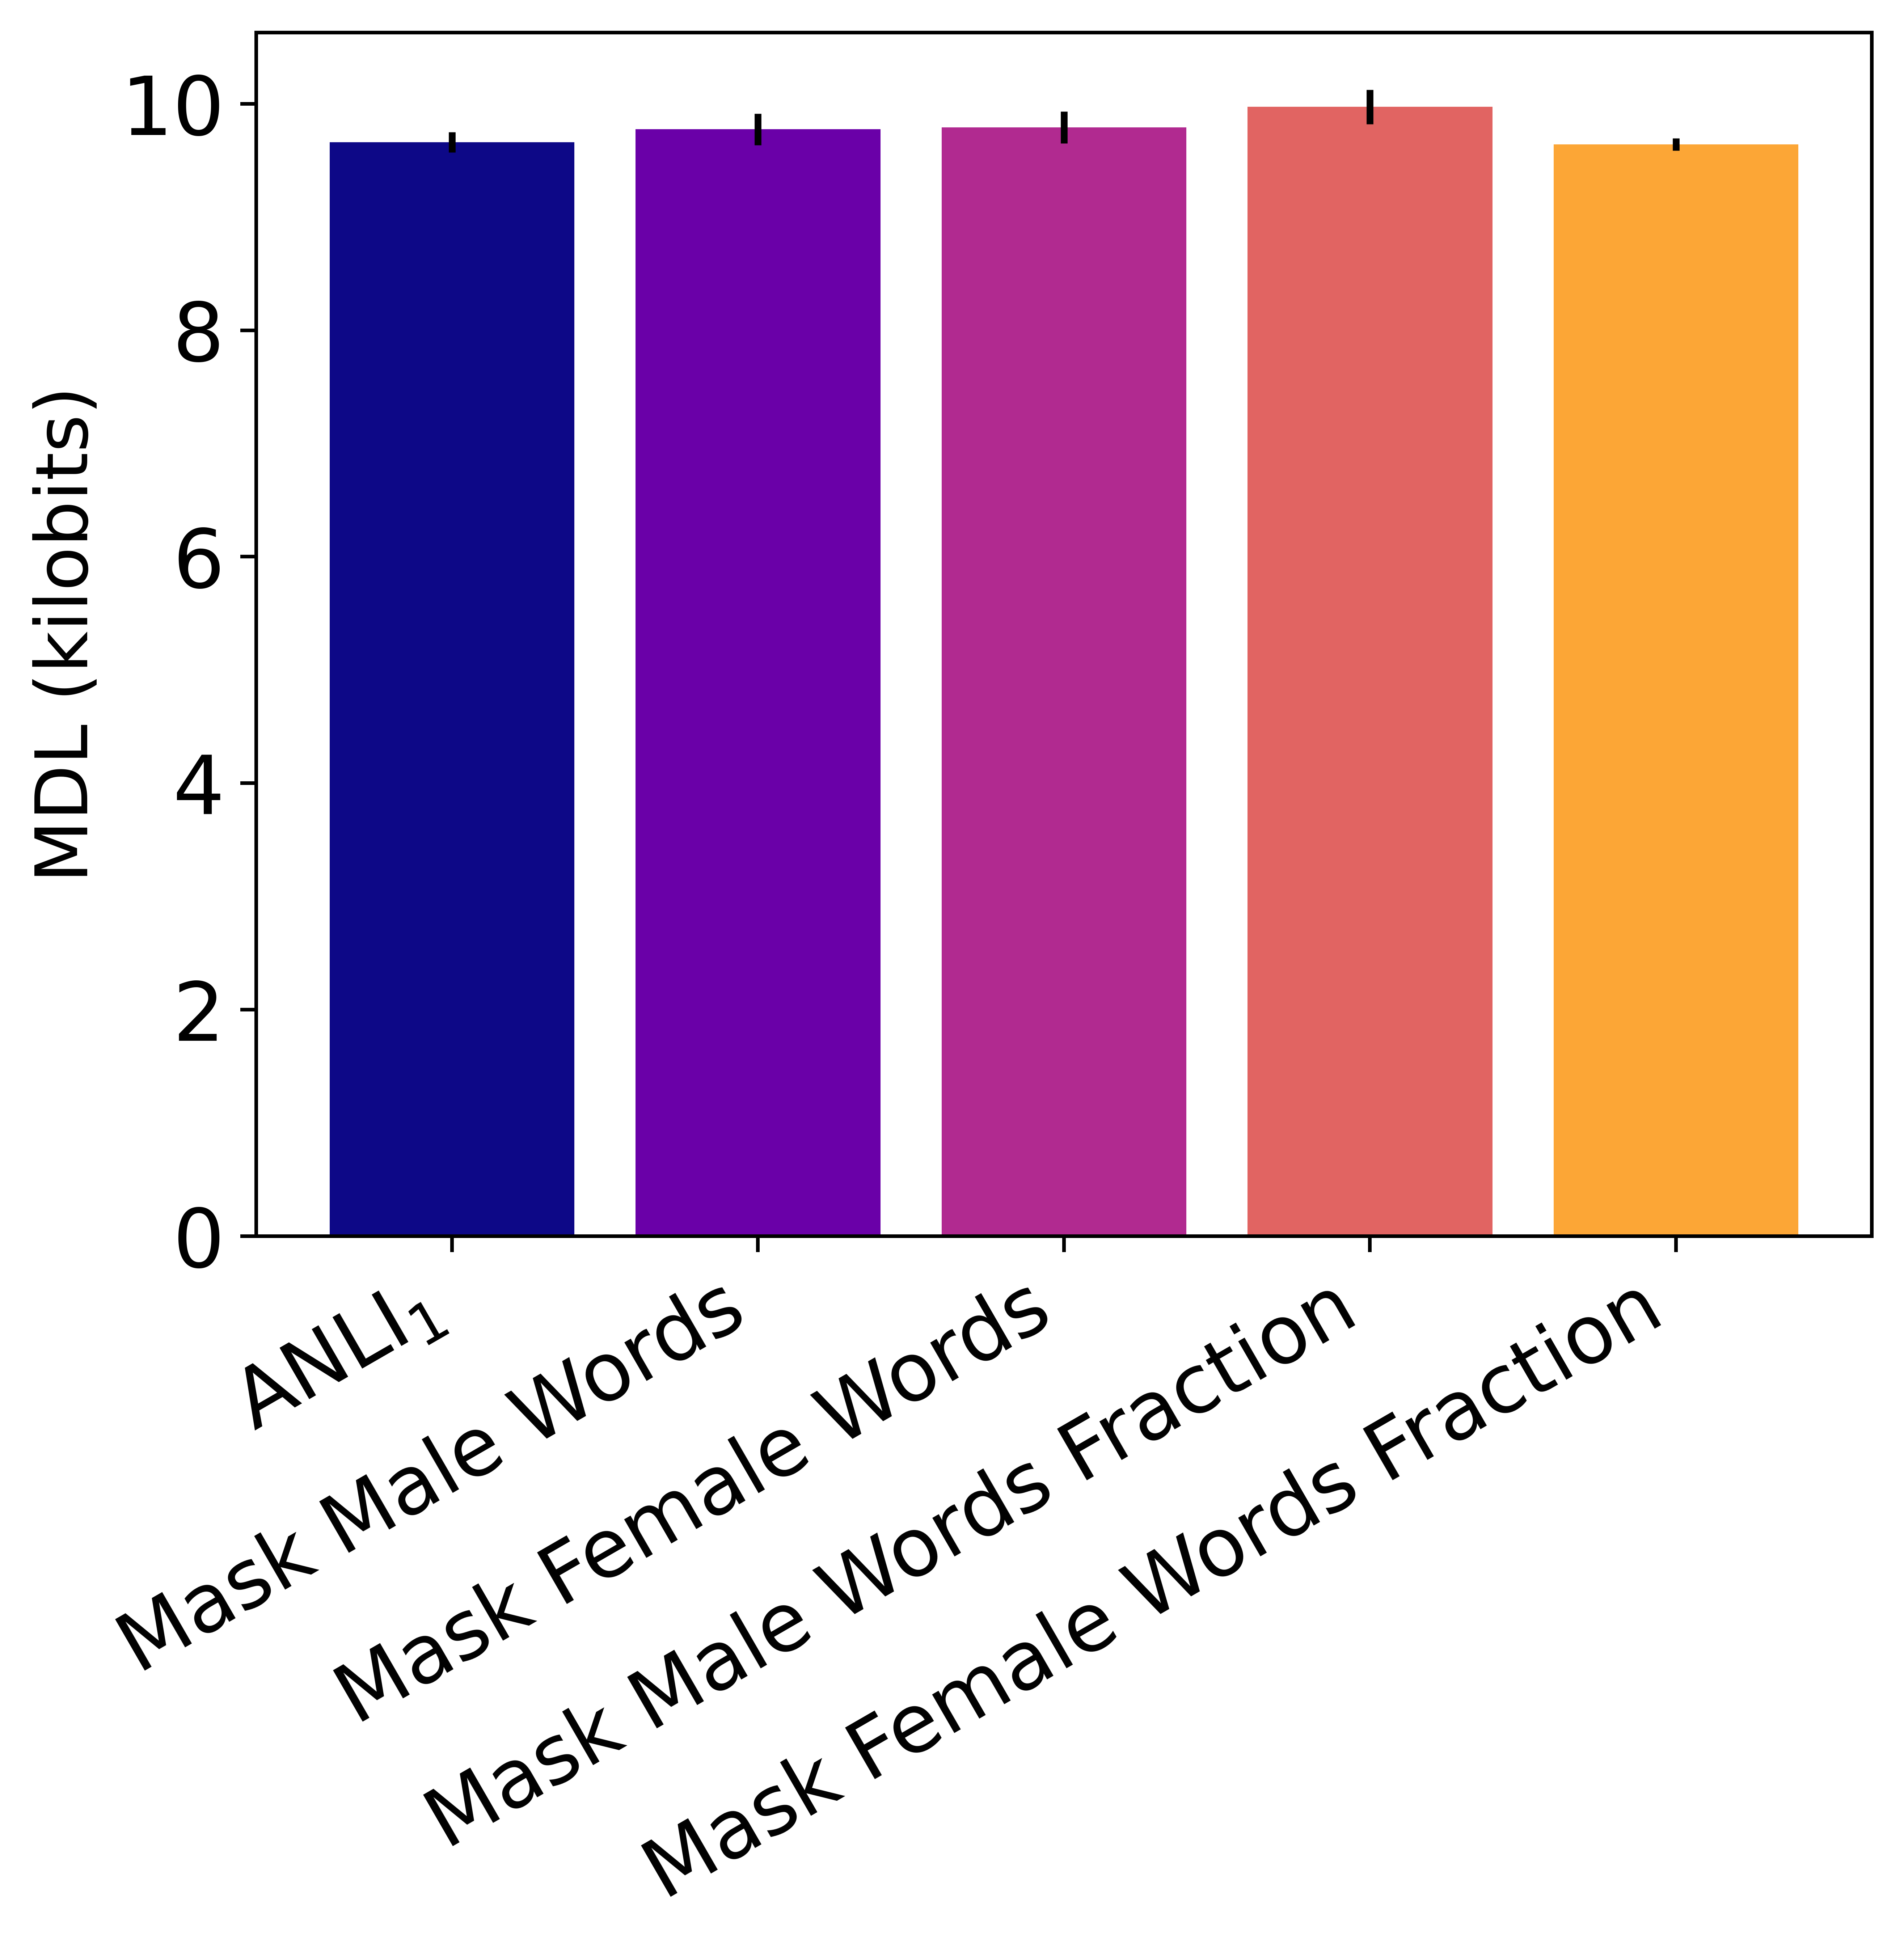 MDL (kilobits)
10
8
6
4
2
0
ANLI₁
Mask Male Words
Mask Female Words
Mask Male Words Fraction
Mask Female Words Fraction